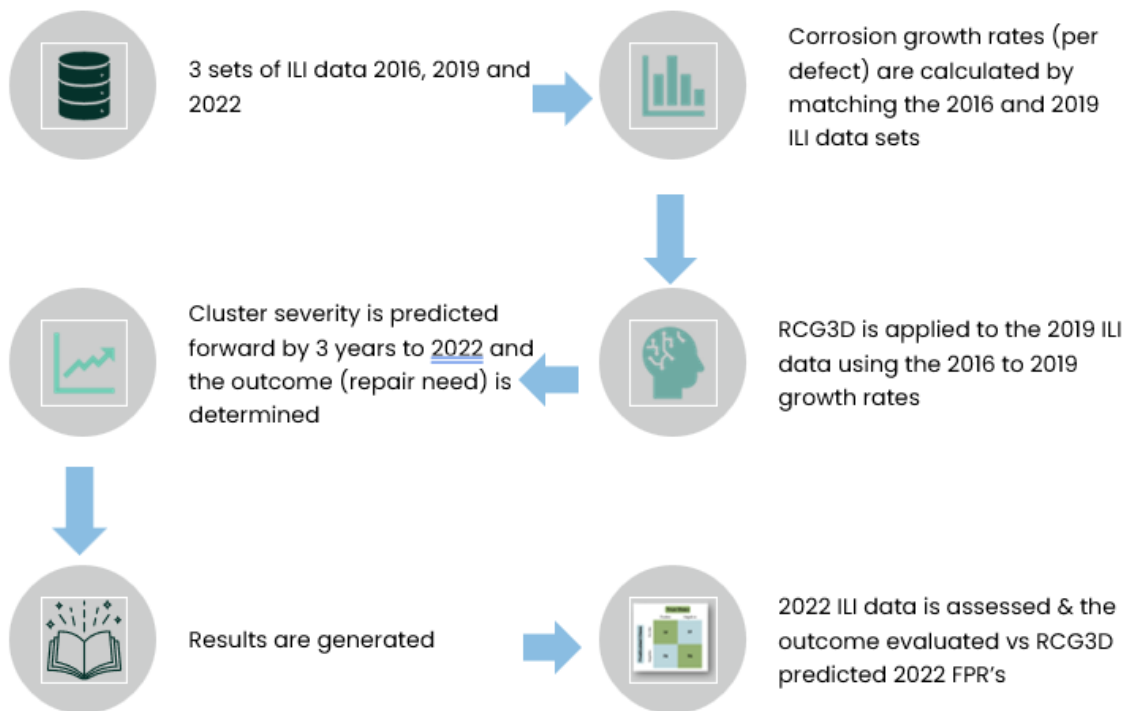 3 sets of ILI data 2016, 2019 and
2022
Corrosion growth rates (per
defect) are calculated by
matching the 2016 and 2019
ILI data sets
RCG3D is applied to the 2019 ILI
data using the 2016 to 2019
growth rates
Cluster severity is predicted
forward by 3 years to 2022 and
the outcome (repair need) is
determined
Results are generated
2022 ILI data is assessed & the
outcome evaluated vs RCG3D
predicted 2022 FPR's